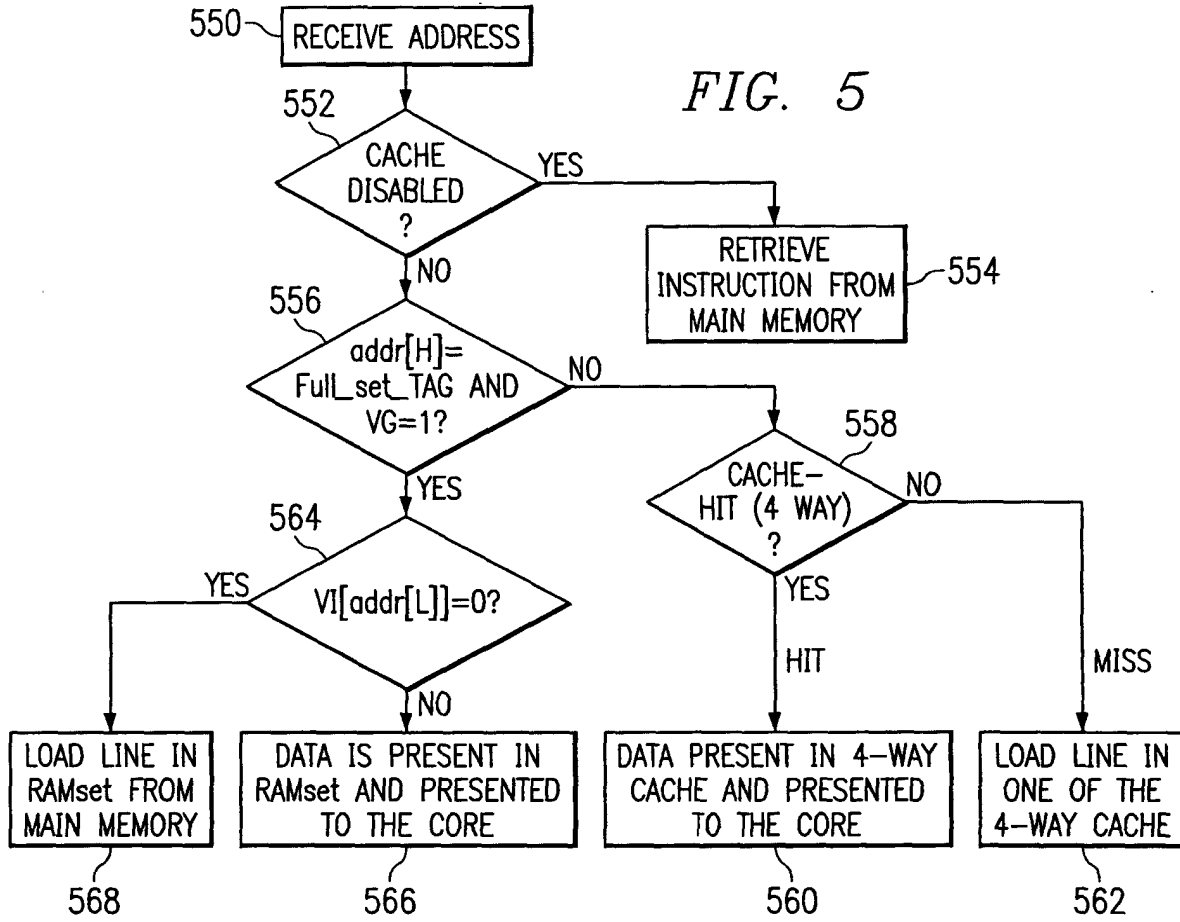 550
RECEIVE ADDRESS
FIG. 5
552
CACHE
DISABLED
?
YES
NO
RETRIEVE
INSTRUCTION FROM
MAIN MEMORY
554
556
addr[H]=
Full_set_TAG AND
VG=1?
NO
YES
558
CACHE-
HIT (4 WAY)
?
NO
YES
HIT
MISS
564
VI[addr[L]]=0?
YES
NO
LOAD LINE IN
RAMset FROM
MAIN MEMORY
568
DATA IS PRESENT IN
RAMset AND PRESENTED
TO THE CORE
566
DATA PRESENT IN 4-WAY
CACHE AND PRESENTED
TO THE CORE
560
LOAD LINE IN
ONE OF THE
4-WAY CACHE
562